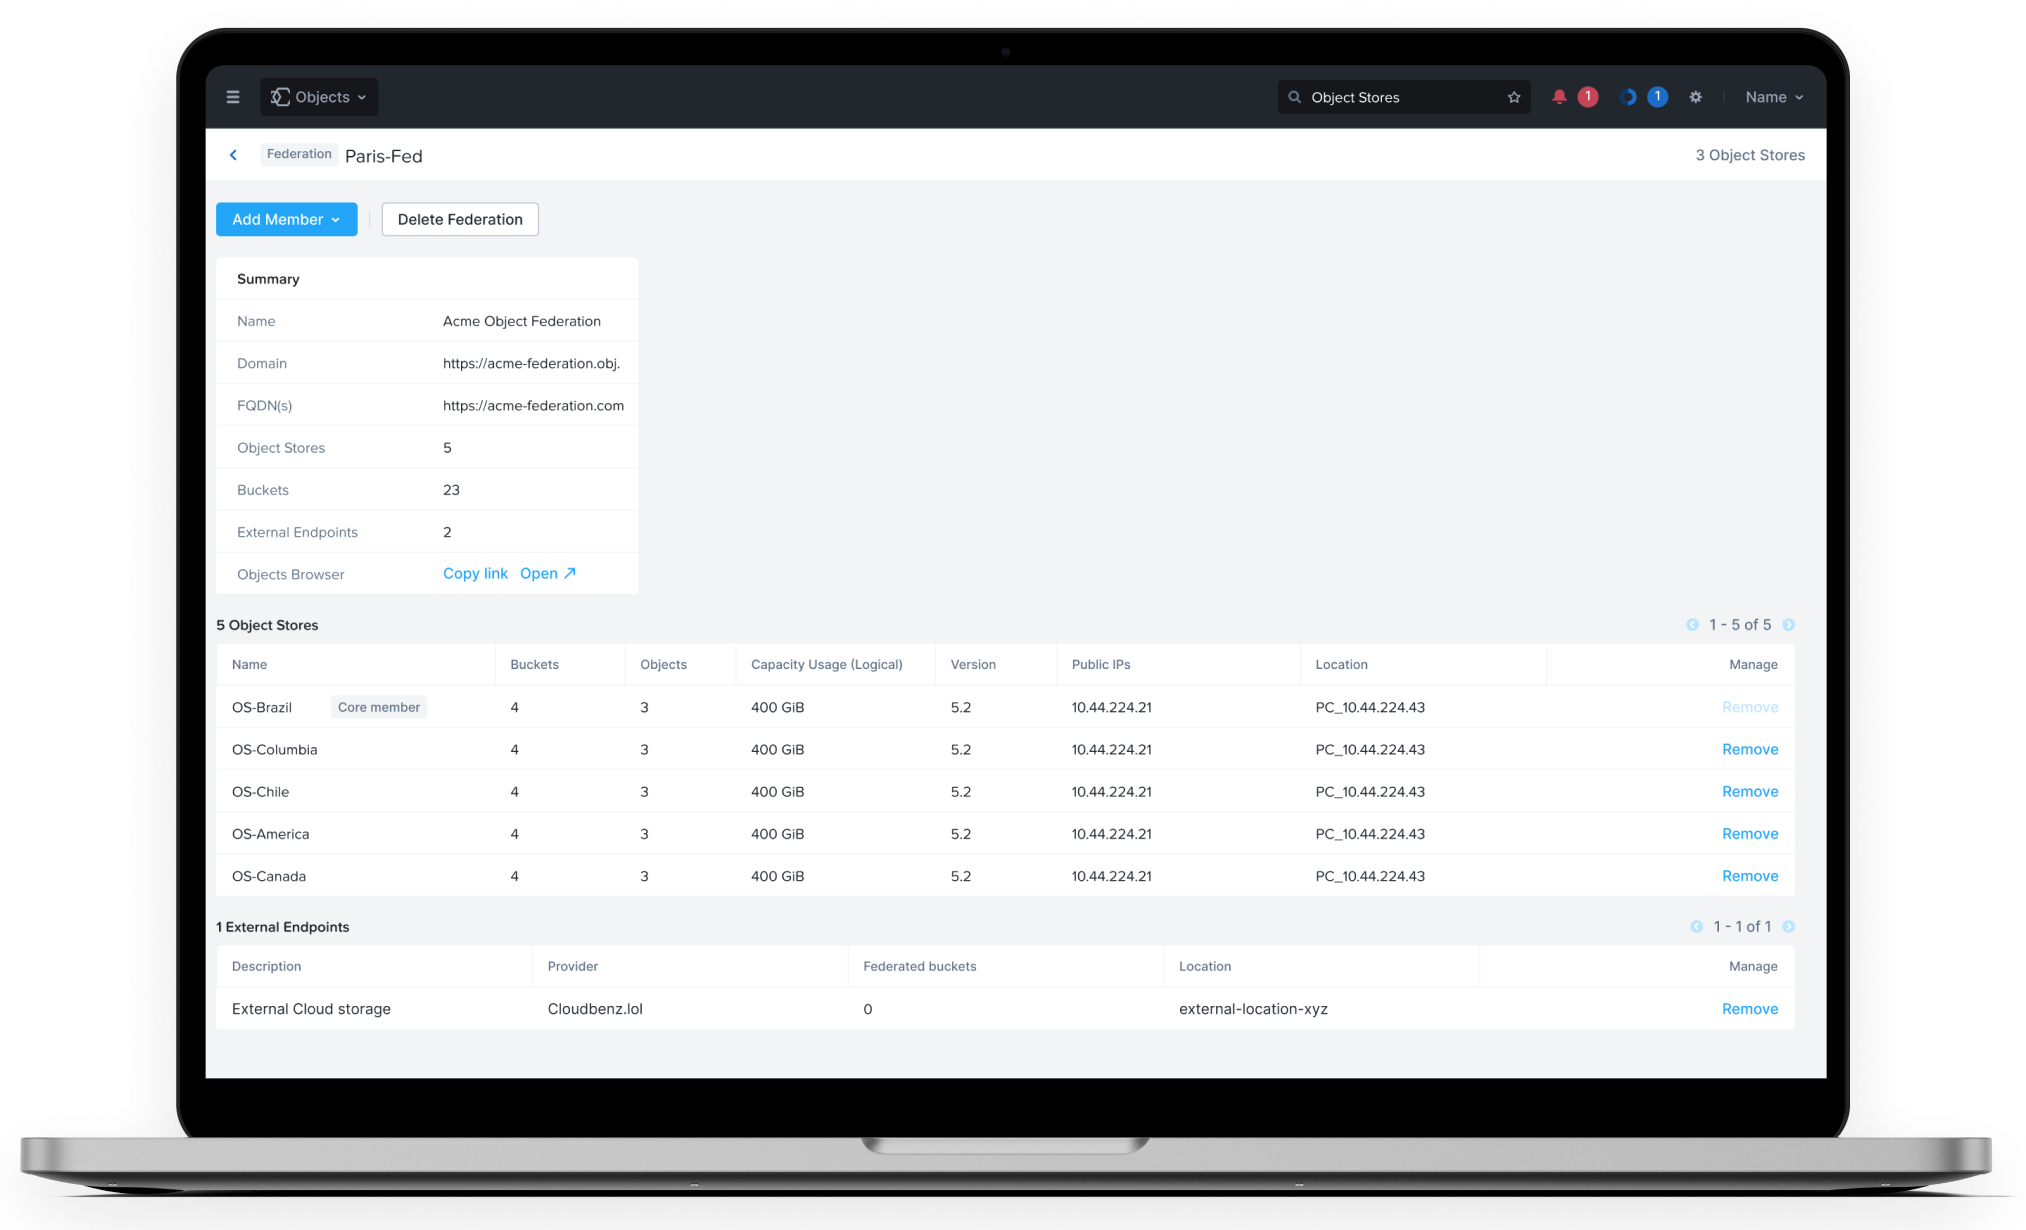 Objects
Object Stores
1
1
Name
Federation Paris-Fed
3 Object Stores
Add Member
Delete Federation
Summary
Name Acme Object Federation
Domain https://acme-federation.obj.
FQDN(s) https://acme-federation.com
Object Stores 5
Buckets 23
External Endpoints 2
Objects Browser Copy link Open
5 Object Stores 1 - 5 of 5
Name Buckets Objects Capacity Usage (Logical) Version Public IPs Location Manage
OS-Brazil Core member 4 3 400 GiB 5.2 10.44.224.21 PC_10.44.224.43 Remove
OS-Columbia 4 3 400 GiB 5.2 10.44.224.21 PC_10.44.224.43 Remove
OS-Chile 4 3 400 GiB 5.2 10.44.224.21 PC_10.44.224.43 Remove
OS-America 4 3 400 GiB 5.2 10.44.224.21 PC_10.44.224.43 Remove
OS-Canada 4 3 400 GiB 5.2 10.44.224.21 PC_10.44.224.43 Remove
1 External Endpoints 1 - 1 of 1
Description Provider Federated buckets Location Manage
External Cloud storage Cloudbenz.lol 0 external-location-xyz Remove